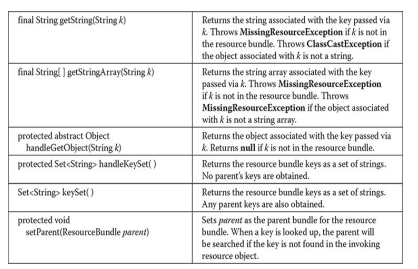 final String getString(String k)
Returns the string associated with the key passed via
k. Throws MissingResourceException if k is not in
the resource bundle. Throws ClassCastException if
the object associated with k is not a string.
final String[ ] getStringArray(String k)
Returns the string array associated with the key
passed via k. Throws MissingResourceException
if k is not in the resource bundle. Throws
MissingResourceException if the object associated
with k is not a string array.
protected abstract Object
handleGetObject(String k)
Returns the object associated with the key passed via
k. Returns null if k is not in the resource bundle.
protected Set<String> handleKeySet( )
Returns the resource bundle keys as a set of strings.
No parent's keys are obtained.
Set<String> keySet( )
Returns the resource bundle keys as a set of strings.
Any parent keys are also obtained.
protected void
setParent(ResourceBundle parent)
Sets parent as the parent bundle for the resource
bundle. When a key is looked up, the parent will
be searched if the key is not found in the invoking
resource object.